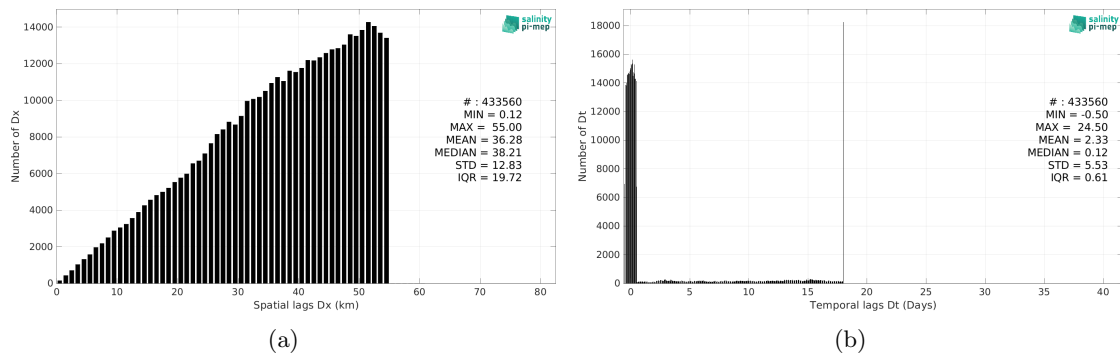 14000
12000
10000
8000
6000
4000
2000
0
Number of Dx
0 10 20 30 40 50 60 70 80
Spatial lags Dx (km)
salinity
pi-mep
# : 433560
MIN = 0.12
MAX = 55.00
MEAN = 36.28
MEDIAN = 38.21
STD = 12.83
IQR = 19.72
(a)
18000
16000
14000
12000
10000
8000
6000
4000
2000
0
Number of Dt
0 5 10 15 20 25 30 35 40
Temporal lags Dt (Days)
salinity
pi-mep
# : 433560
MIN = -0.50
MAX = 24.50
MEAN = 2.33
MEDIAN = 0.12
STD = 5.53
IQR = 0.61
(b)